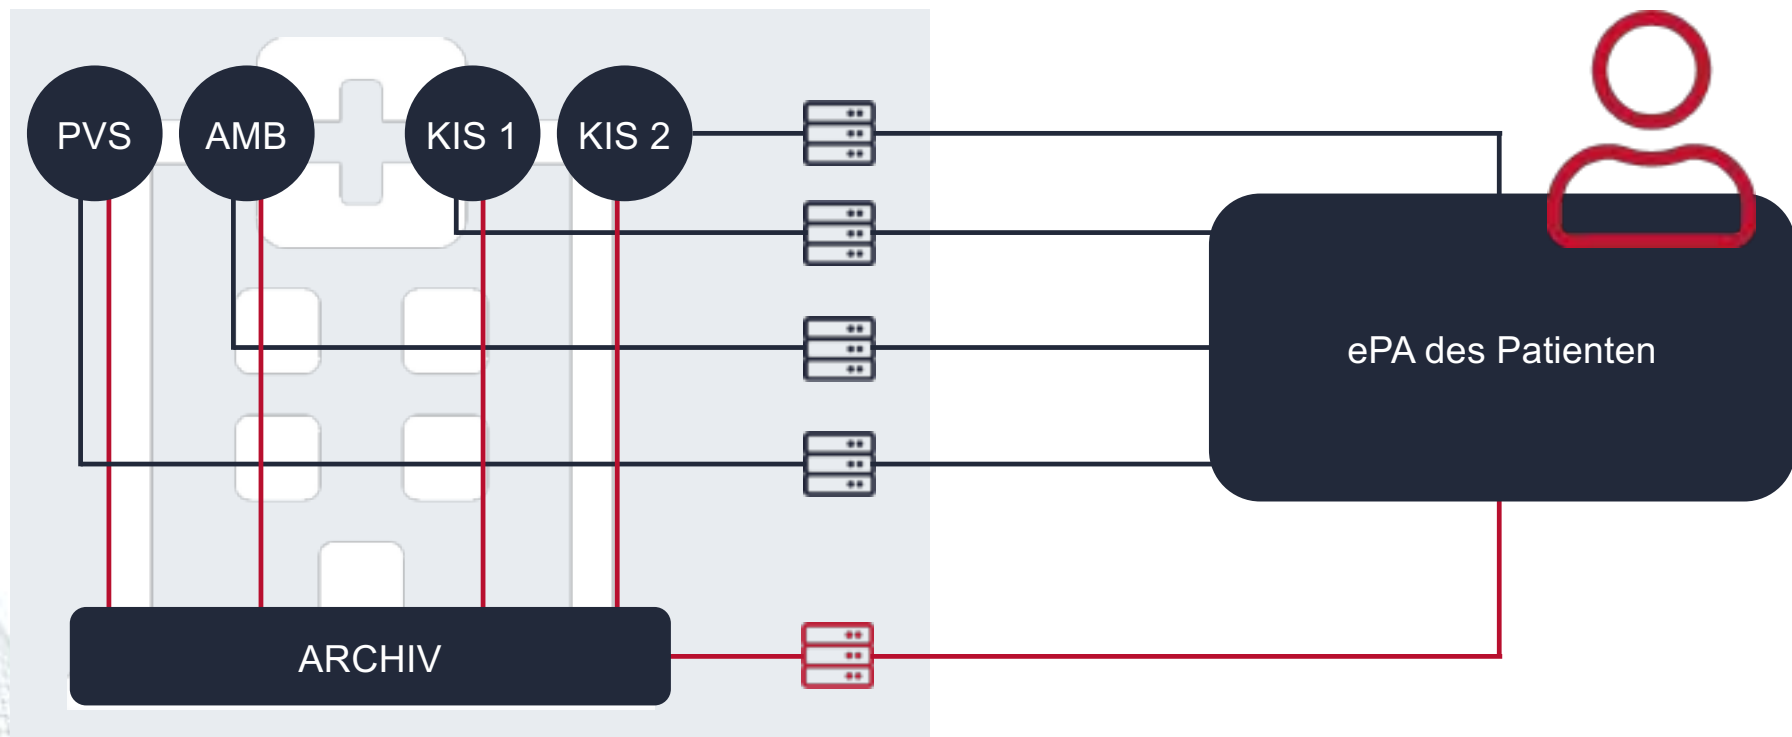 PVS
AMB
KIS 1
KIS 2
ePA des Patienten
ARCHIV